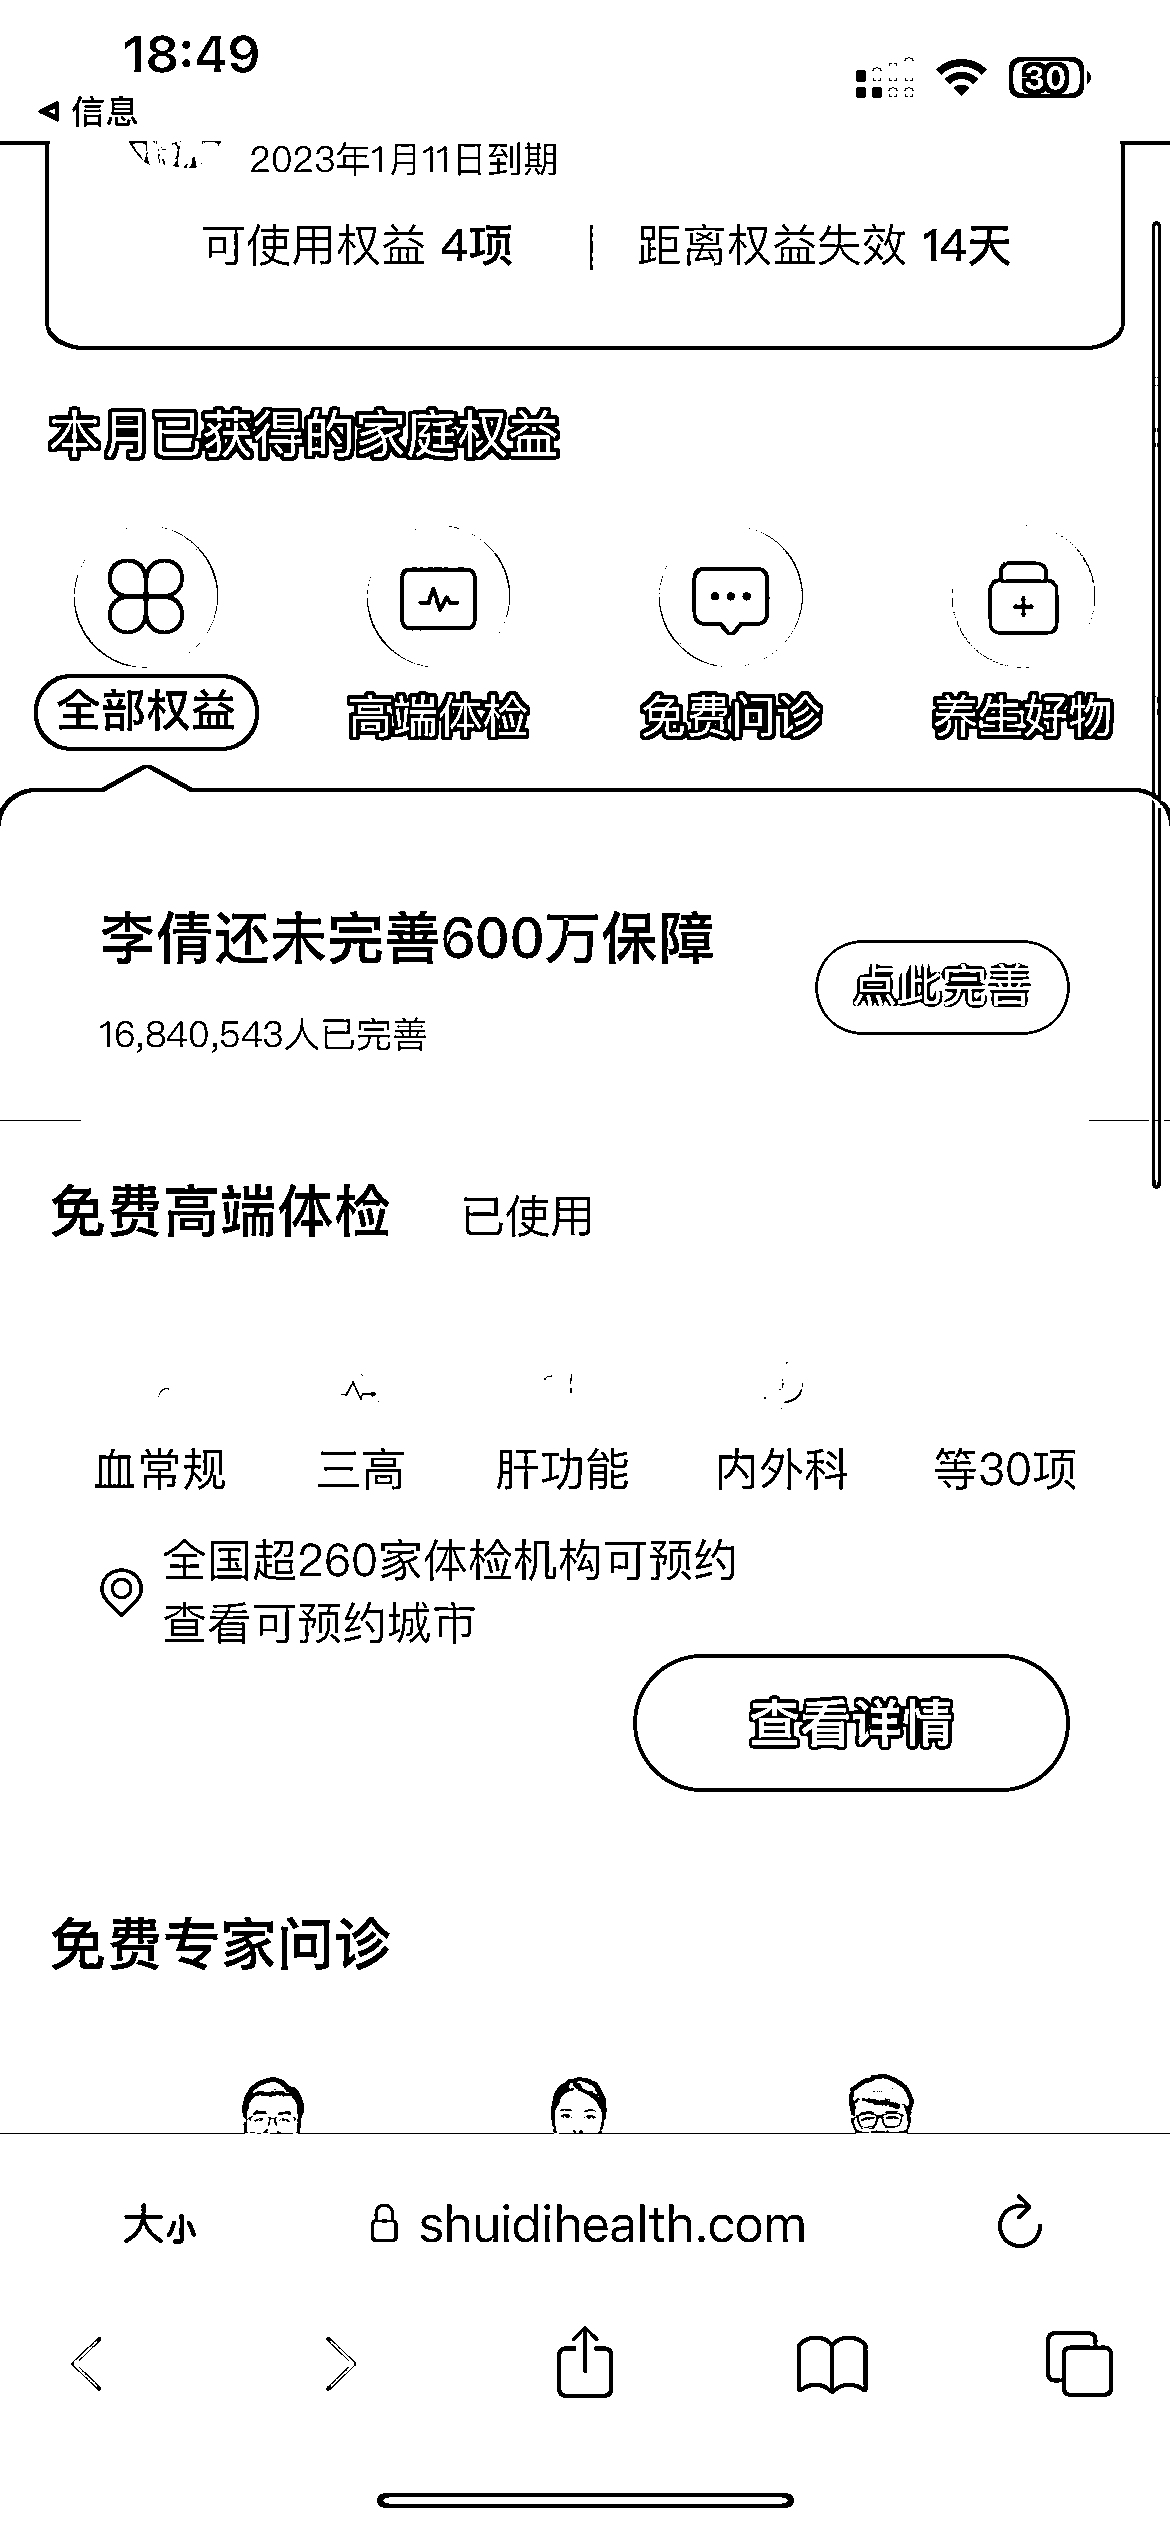 18:49
30
信息
2023年1月11日到期
可使用权益 4项 | 距离权益失效 14天
本月已获得的家庭权益
全部权益 高端体检 免费问诊 养生好物
李倩还未完善600万保障
点此完善
16,840,543人已完善
免费高端体检 已使用
血常规 三高 肝功能 内外科 等30项
全国超260家体检机构可预约
查看可预约城市
查看详情
免费专家问诊
大小 shuidihealth.com